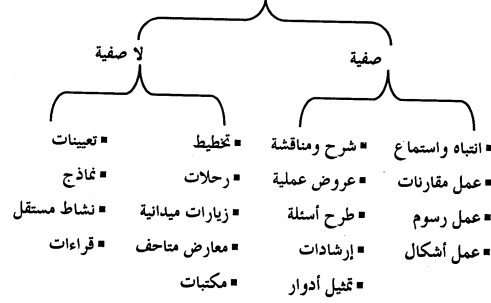 صفية
لا صفية
▪ انتباه واستماع
▪ عمل مقارنات
▪ عمل رسوم
▪ عمل أشكال
▪ شرح ومناقشة
▪ عروض عملية
▪ طرح أسئلة
▪ إرشادات
▪ تمثيل أدوار
▪ تخطيط
▪ رحلات
▪ زيارات ميدانية
▪ معارض متاحف
▪ مكتبات
▪ تعيينات
▪ نماذج
▪ نشاط مستقل
▪ قراءات